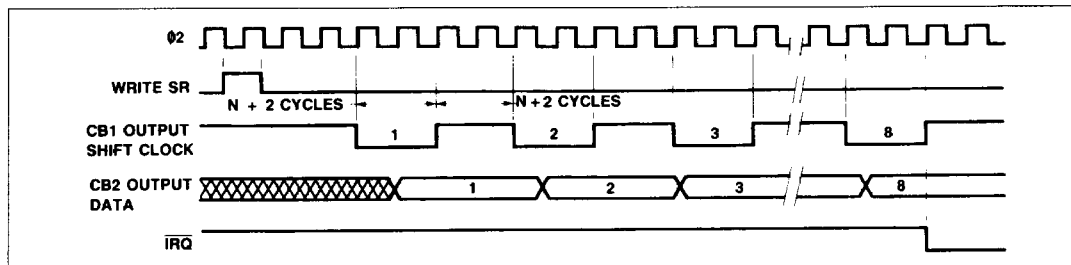 Φ2
WRITE SR
N + 2 CYCLES
N + 2 CYCLES
CB1 OUTPUT
SHIFT CLOCK
1
2
3
8
CB2 OUTPUT
DATA
1
2
3
8
IRQ